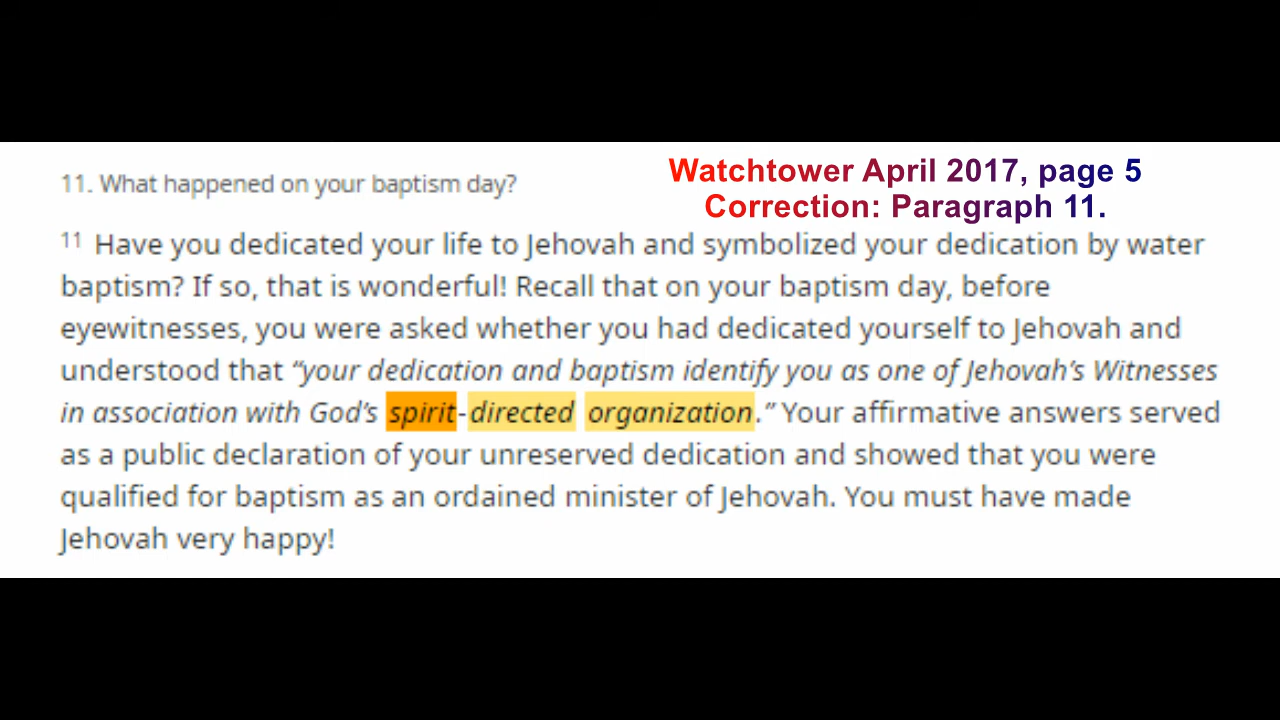 11. What happened on your baptism day?
Watchtower April 2017, page 5
Correction: Paragraph 11.
11 Have you dedicated your life to Jehovah and symbolized your dedication by water
baptism? If so, that is wonderful! Recall that on your baptism day, before
eyewitnesses, you were asked whether you had dedicated yourself to Jehovah and
understood that “your dedication and baptism identify you as one of Jehovah’s Witnesses
in association with God’s spirit-directed organization.” Your affirmative answers served
as a public declaration of your unreserved dedication and showed that you were
qualified for baptism as an ordained minister of Jehovah. You must have made
Jehovah very happy!